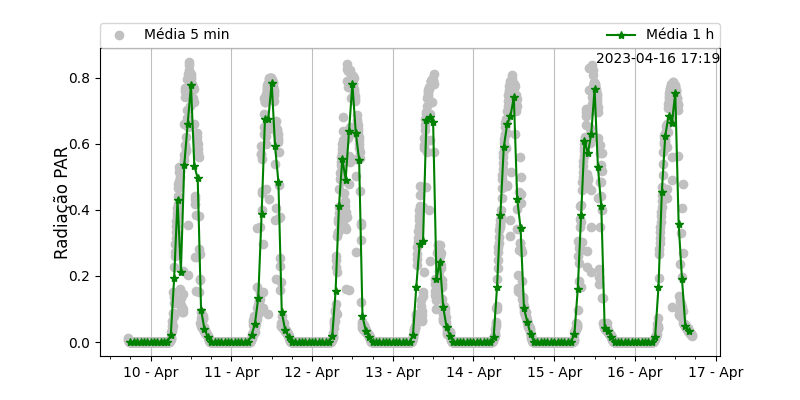 Média 5 min
Média 1 h
2023-04-16 17:19
0.8
0.6
0.4
0.2
0.0
Radiação PAR
10 - Apr
11 - Apr
12 - Apr
13 - Apr
14 - Apr
15 - Apr
16 - Apr
17 - Apr